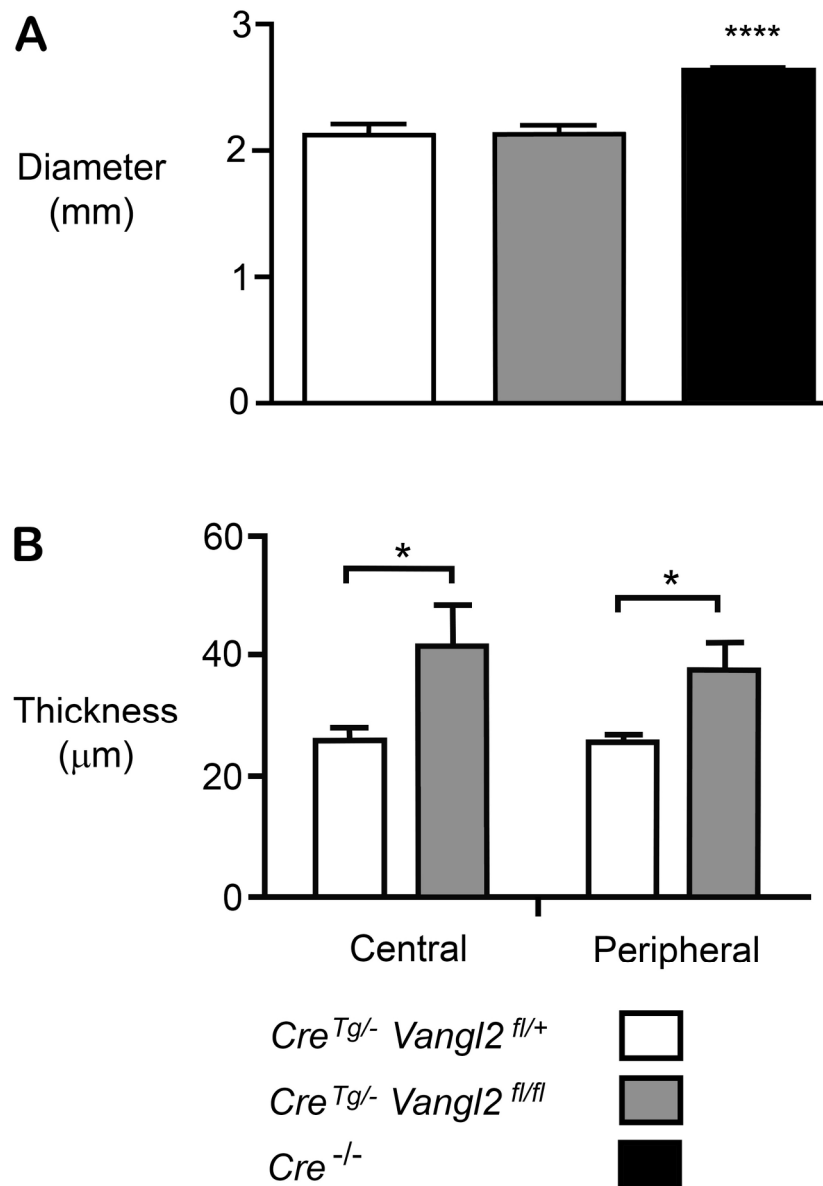 A
Diameter
(mm)
3
2
1
0
****
B
Thickness
(μm)
60
40
20
0
*
*
Central
Peripheral
Cre Tg/- Vangl2 fl/+
Cre Tg/- Vangl2 fl/fl
Cre -/-